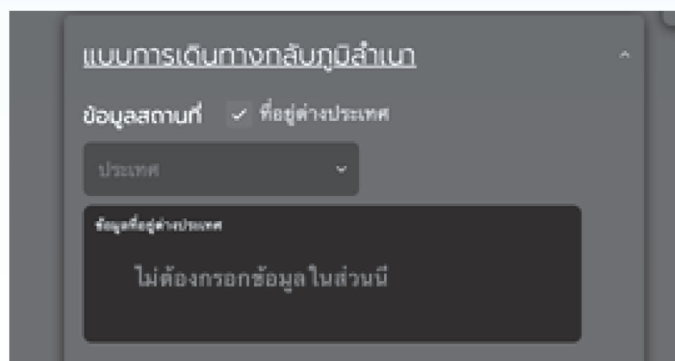 แบบการเดินทางกลับภูมิลำเนา
ข้อมูลสถานที่ ที่อยู่ต่างประเทศ
ประเทศ
ข้อมูลที่อยู่ต่างประเทศ
ไม่ต้องกรอกข้อมูลในส่วนนี้